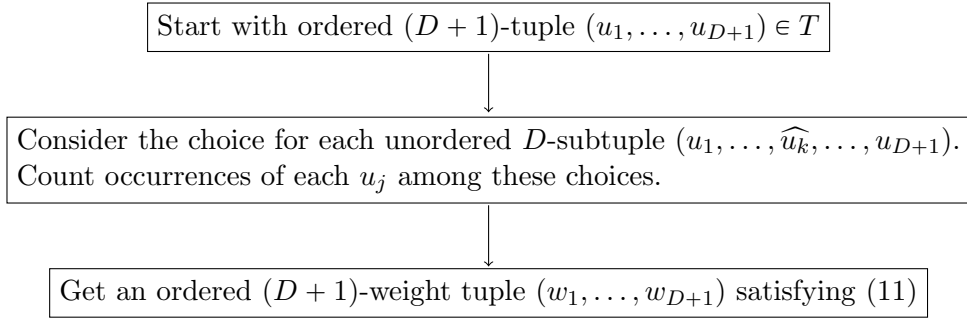 Start with ordered (D + 1)-tuple (u_1, . . . , u_{D+1}) ∈ T
Consider the choice for each unordered D-subtuple (u_1, . . . , \widehat{u_k}, . . . , u_{D+1}).
Count occurrences of each u_j among these choices.
Get an ordered (D + 1)-weight tuple (w_1, . . . , w_{D+1}) satisfying (11)